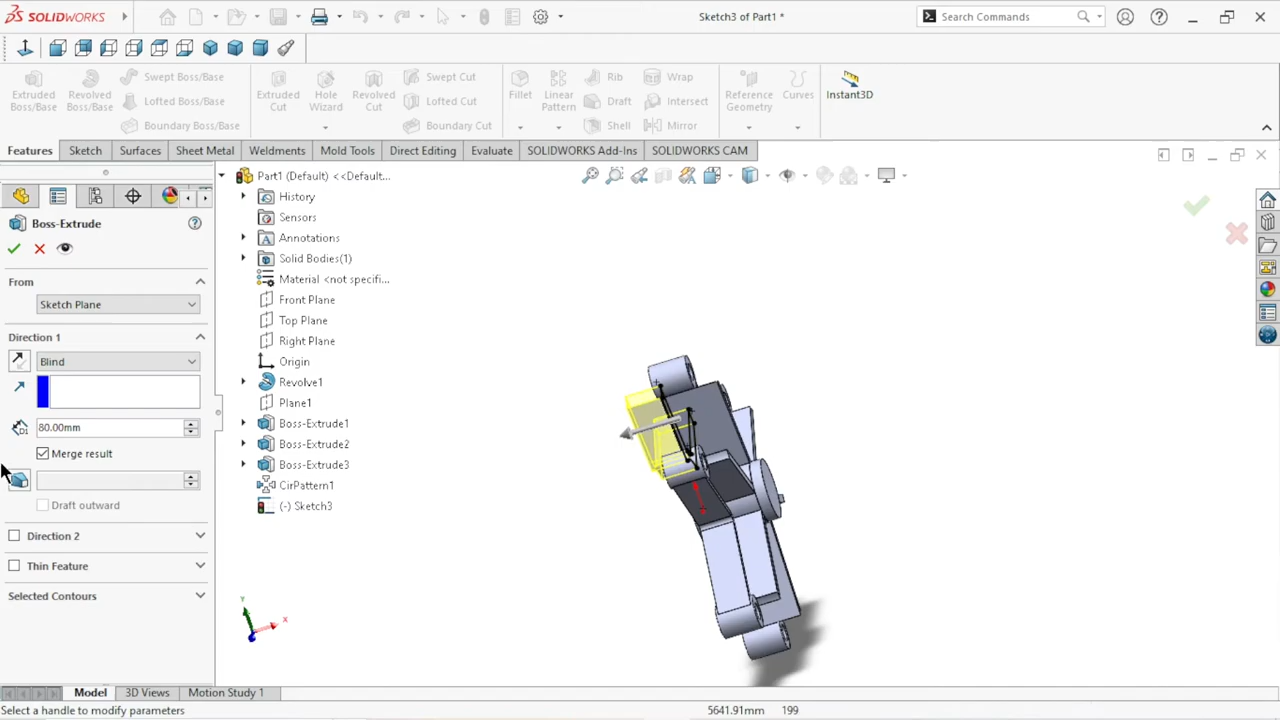 SOLIDWORKS
Sketch3 of Part1 *
Search Commands
Extruded Boss/Base
Revolved Boss/Base
Swept Boss/Base
Lofted Boss/Base
Boundary Boss/Base
Extruded Cut
Hole Wizard
Revolved Cut
Swept Cut
Lofted Cut
Boundary Cut
Fillet
Linear Pattern
Rib
Draft
Shell
Wrap
Intersect
Mirror
Reference Geometry
Curves
Instant3D
Features
Sketch
Surfaces
Sheet Metal
Weldments
Mold Tools
Direct Editing
Evaluate
SOLIDWORKS Add-Ins
SOLIDWORKS CAM
Boss-Extrude
From
Sketch Plane
Direction 1
Blind
80.00mm
Merge result
Draft outward
Direction 2
Thin Feature
Selected Contours
Part1 (Default) <<Default...
History
Sensors
Annotations
Solid Bodies(1)
Material <not specifi...
Front Plane
Top Plane
Right Plane
Origin
Revolve1
Plane1
Boss-Extrude1
Boss-Extrude2
Boss-Extrude3
CirPattern1
(-) Sketch3
Y
X
Model
3D Views
Motion Study 1
Select a handle to modify parameters
5641.91mm
199